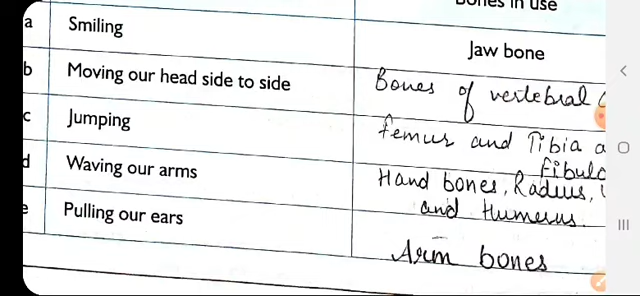 Bones in use
a Smiling Jaw bone
b Moving our head side to side Bones of vertebral
c Jumping femur and Tibia
Fibula
d Waving our arms Hand bones, Radius,
and Humerus.
e Pulling our ears Arm bones